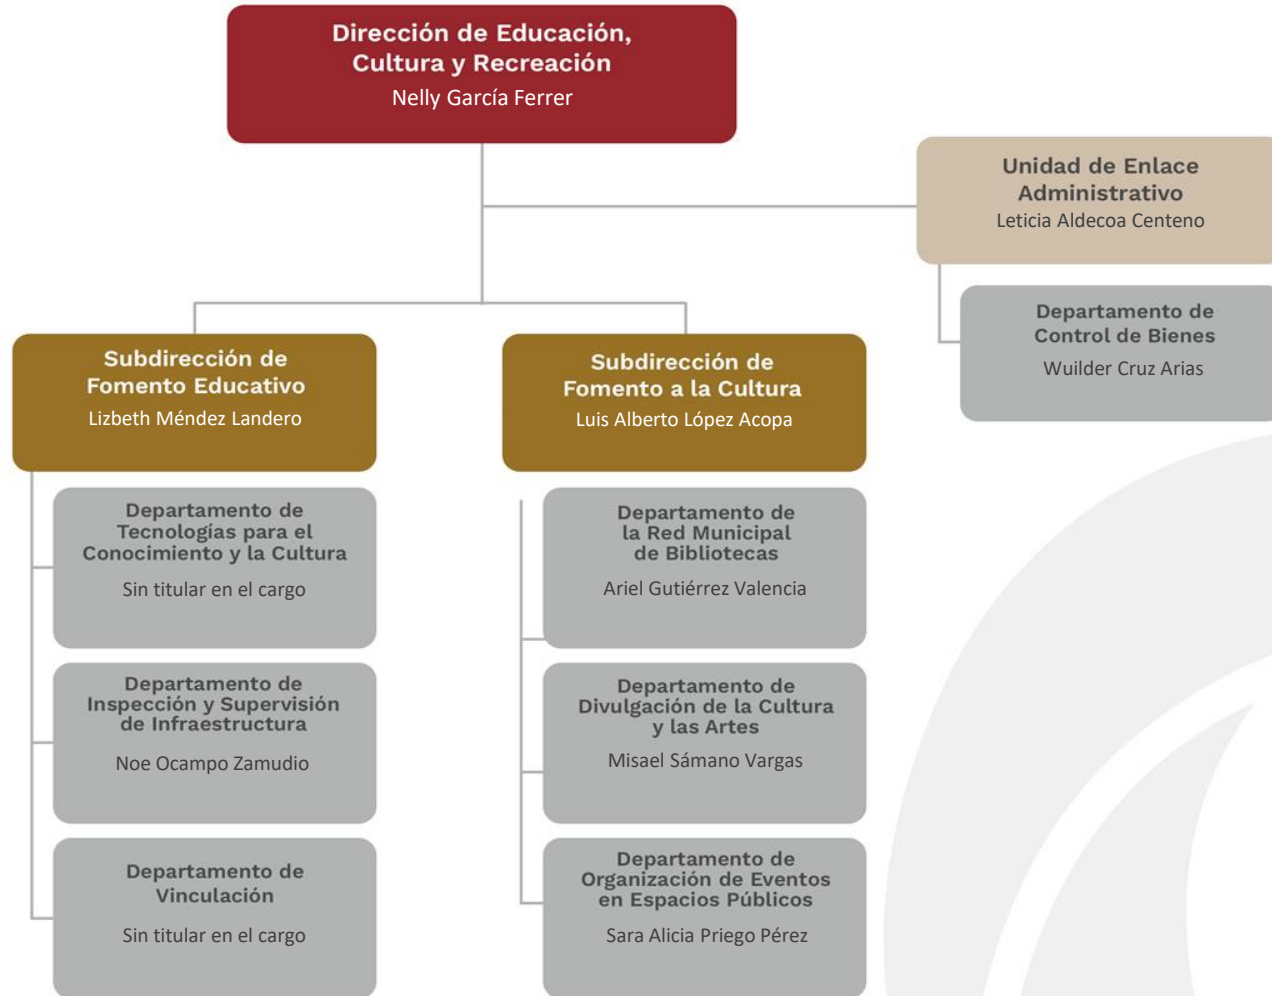 Dirección de Educación,
Cultura y Recreación
Nelly García Ferrer
Unidad de Enlace
Administrativo
Leticia Aldecoa Centeno
Departamento de
Control de Bienes
Wuilder Cruz Arias
Subdirección de
Fomento Educativo
Lizbeth Méndez Landero
Subdirección de
Fomento a la Cultura
Luis Alberto López Acopa
Departamento de
Tecnologías para el
Conocimiento y la Cultura
Sin titular en el cargo
Departamento de
Inspección y Supervisión
de Infraestructura
Noe Ocampo Zamudio
Departamento de
Vinculación
Sin titular en el cargo
Departamento de
la Red Municipal
de Bibliotecas
Ariel Gutiérrez Valencia
Departamento de
Divulgación de la Cultura
y las Artes
Misael Sámano Vargas
Departamento de
Organización de Eventos
en Espacios Públicos
Sara Alicia Priego Pérez